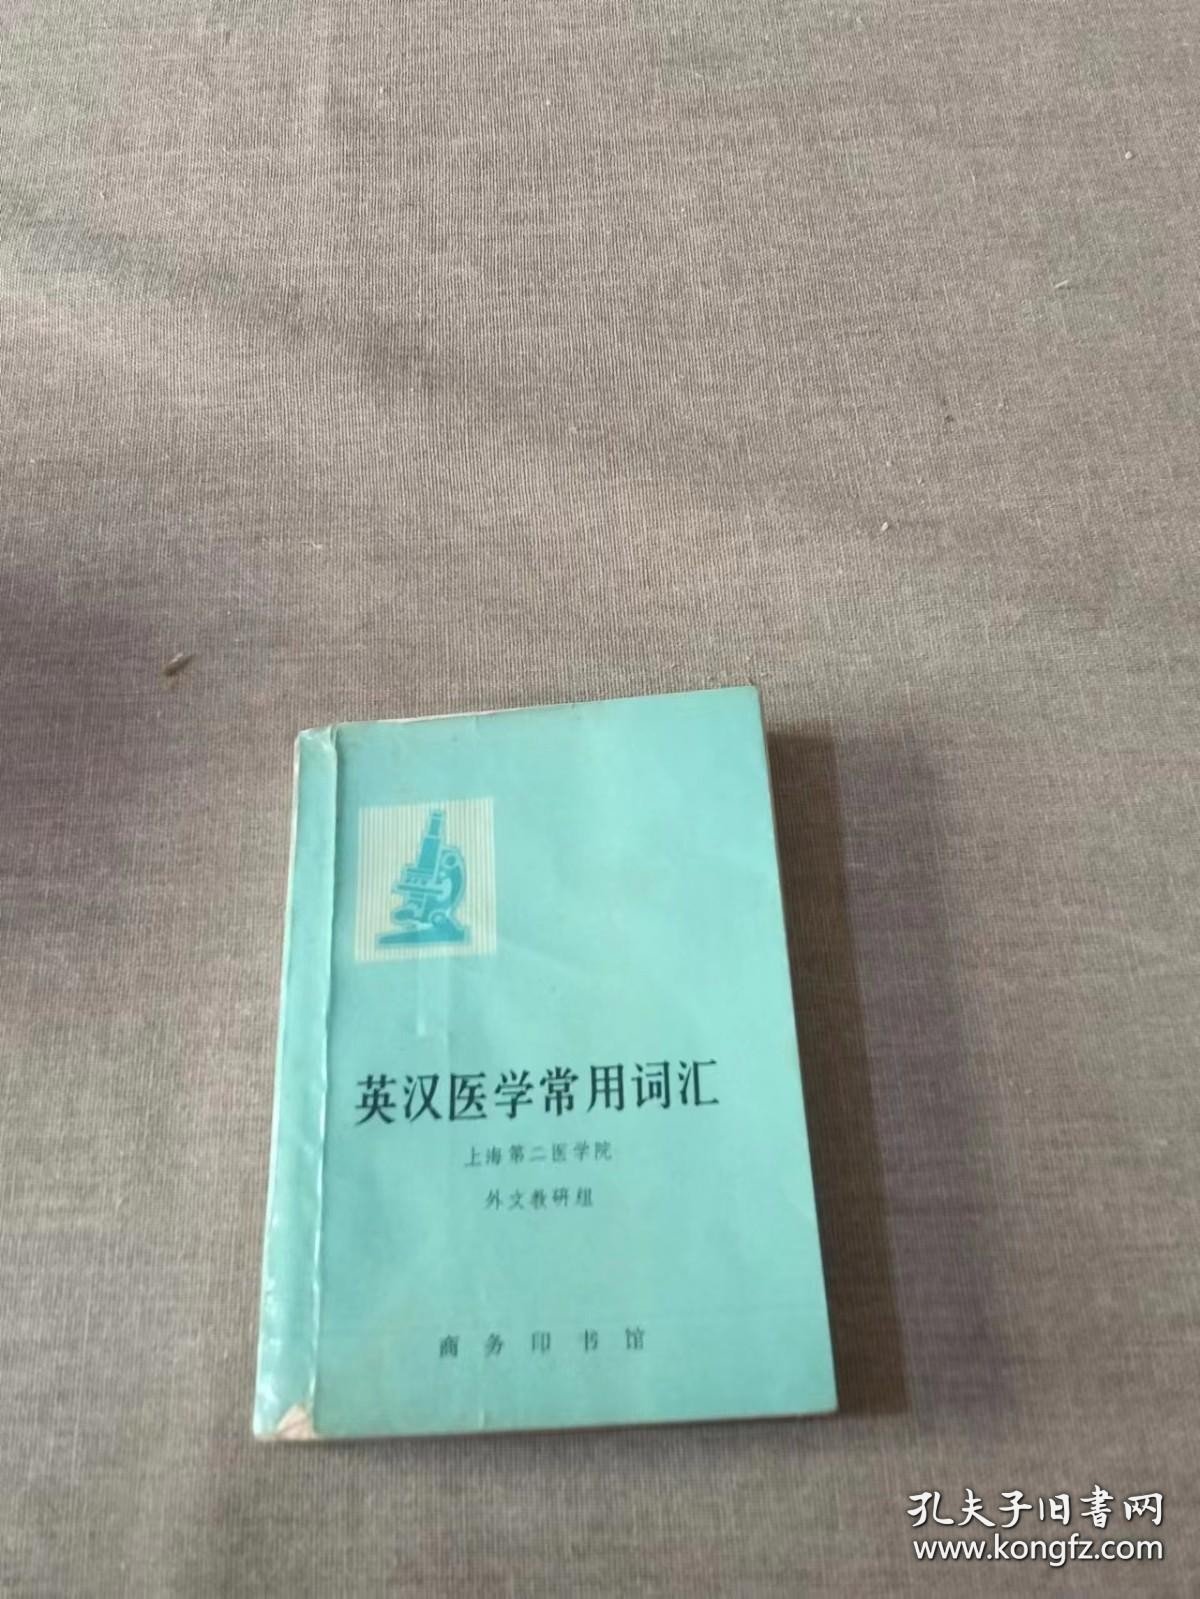 英汉医学常用词汇
上海第二医学院
外文教研组
商务印书馆
孔夫子旧书网
www.kongfz.com